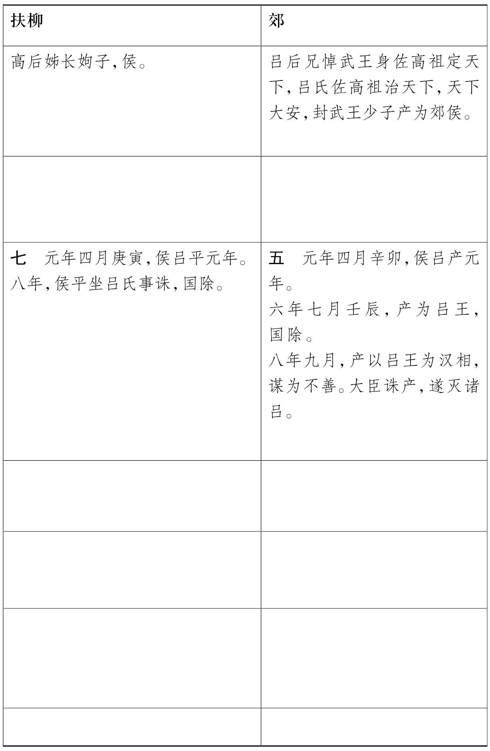 扶柳
郊
高后姊长姁子，侯。
吕后兄悼武王身佐高祖定天
下，吕氏佐高祖治天下，天下
大安，封武王少子产为郊侯。
七　元年四月庚寅，侯吕平元年。
八年，侯平坐吕氏事诛，国除。
五　元年四月辛卯，侯吕产元
年。
六年七月壬辰，产为吕王，
国除。
八年九月，产以吕王为汉相，
谋为不善。大臣诛产，遂灭诸
吕。